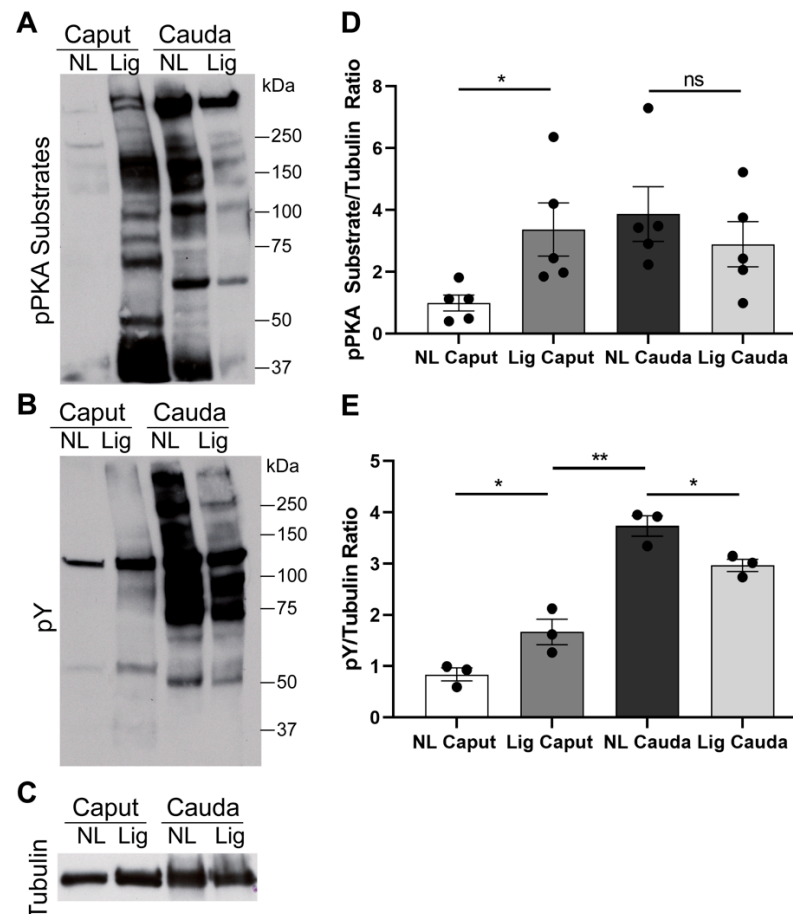 A
Caput Cauda
NL Lig NL Lig
kDa
250
150
100
75
50
37
pPKA Substrates
B
Caput Cauda
NL Lig NL Lig
kDa
250
150
100
75
50
37
pY
C
Caput Cauda
NL Lig NL Lig
Tubulin
D
pPKA Substrate/Tubulin Ratio
8
6
4
2
0
* ns
NL Caput Lig Caput NL Cauda Lig Cauda
E
pY/Tubulin Ratio
5
4
3
2
1
0
* ** *
NL Caput Lig Caput NL Cauda Lig Cauda